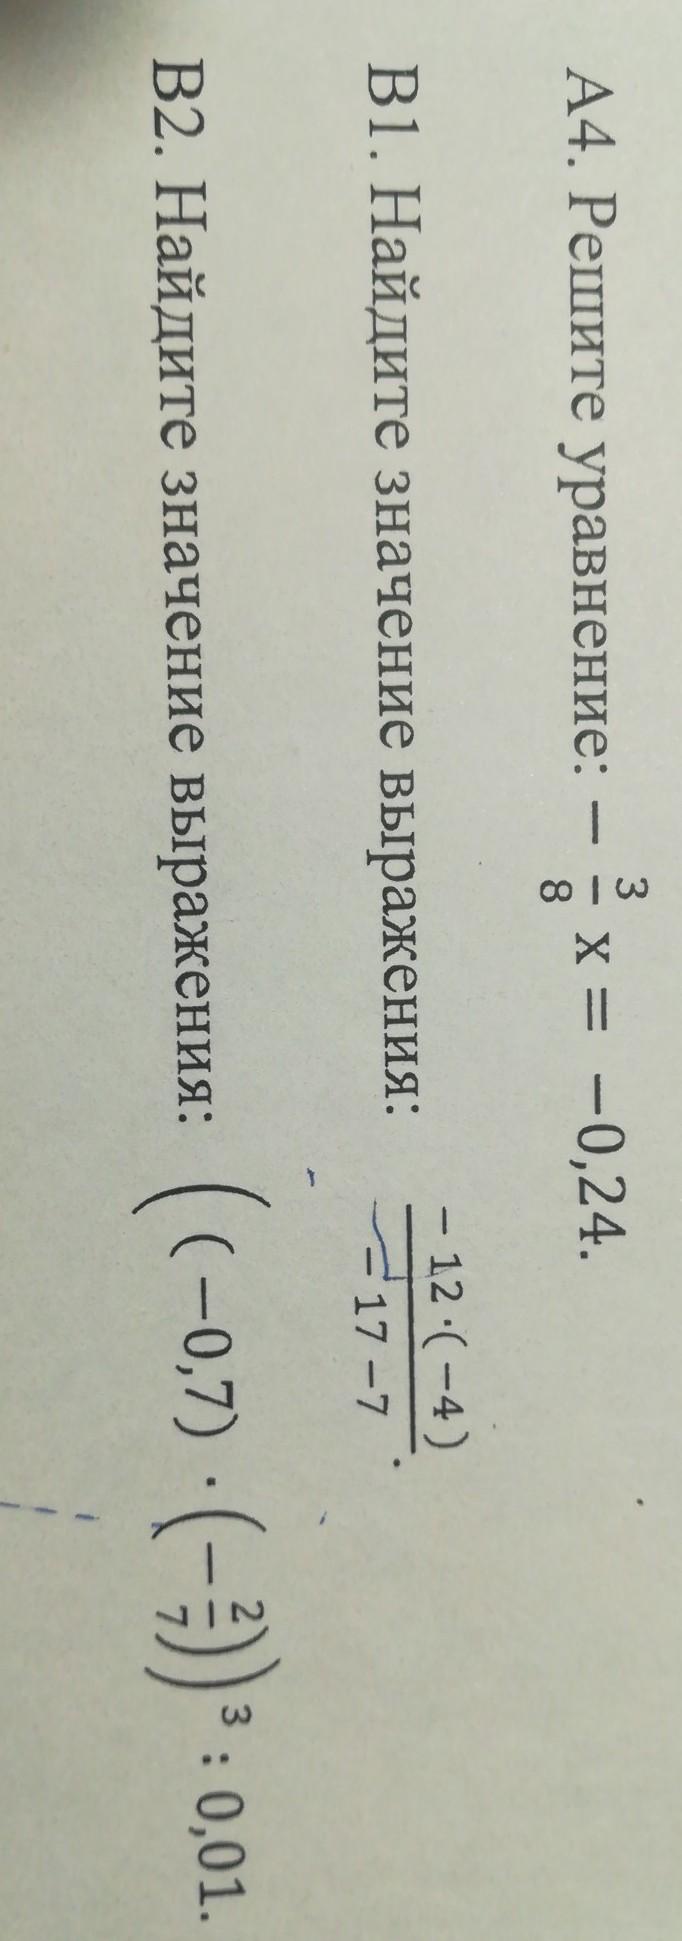 А4. Решите уравнение: − 3/8 х = −0,24.
В1. Найдите значение выражения: −12·(−4) / −17−7.
В2. Найдите значение выражения: ((−0,7) · (−2/7))³ : 0,01.